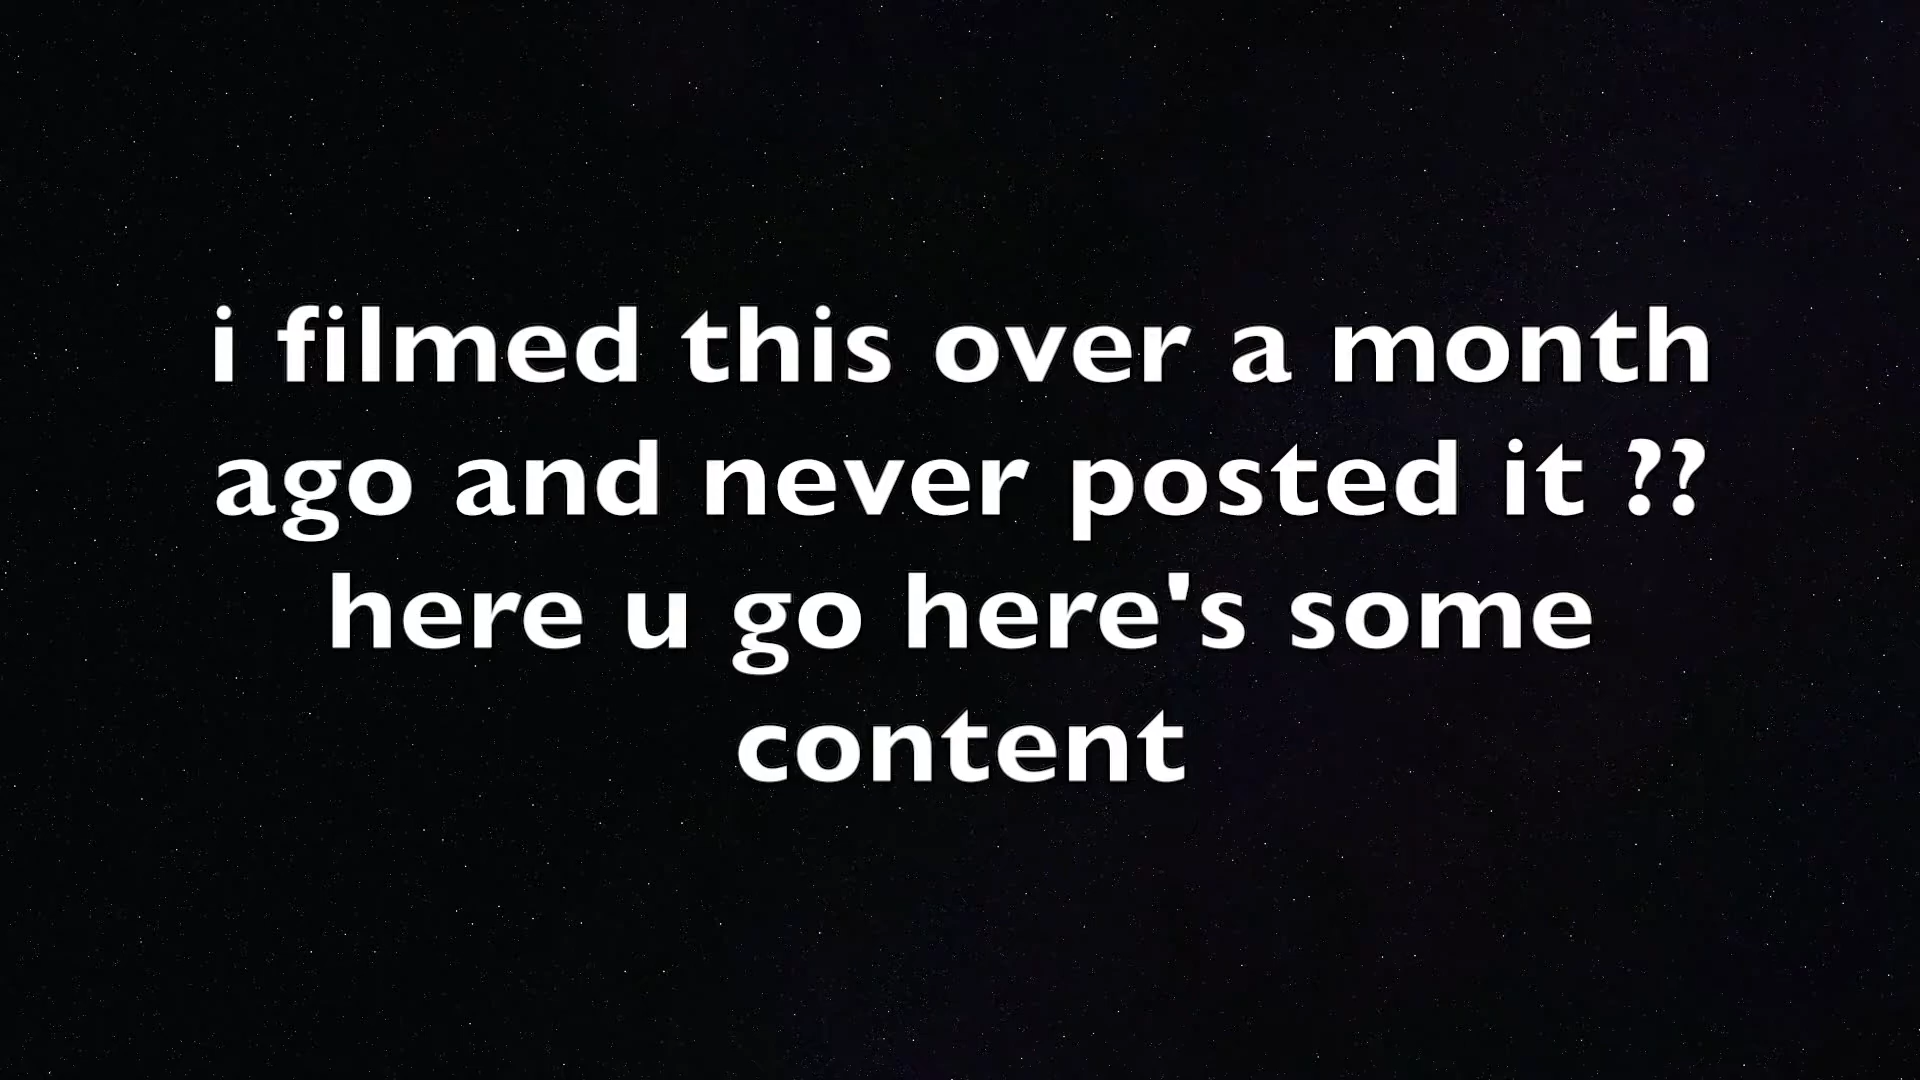 i filmed this over a month
ago and never posted it ??
here u go here's some
content